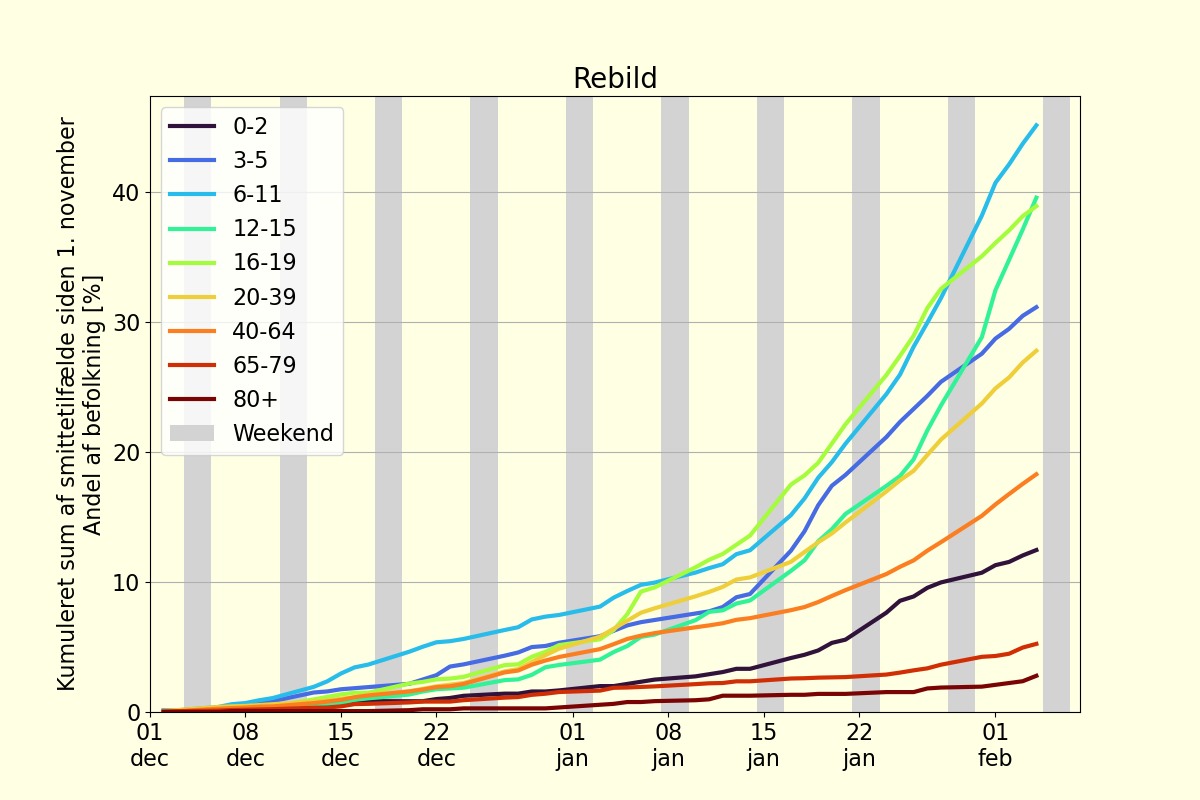 Rebild
Kumuleret sum af smittetilfælde siden 1. november
Andel af befolkning [%]
0-2
3-5
6-11
12-15
16-19
20-39
40-64
65-79
80+
Weekend
40
30
20
10
0
01 08 15 22 01 08 15 22 01
dec dec dec dec jan jan jan jan feb